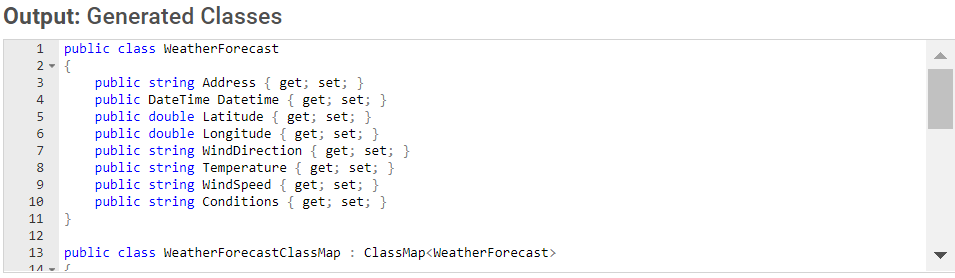 Output: Generated Classes
1 public class WeatherForecast
2 {
3     public string Address { get; set; }
4     public DateTime Datetime { get; set; }
5     public double Latitude { get; set; }
6     public double Longitude { get; set; }
7     public string WindDirection { get; set; }
8     public string Temperature { get; set; }
9     public string WindSpeed { get; set; }
10     public string Conditions { get; set; }
11 }
12
13 public class WeatherForecastClassMap : ClassMap<WeatherForecast>
14 {